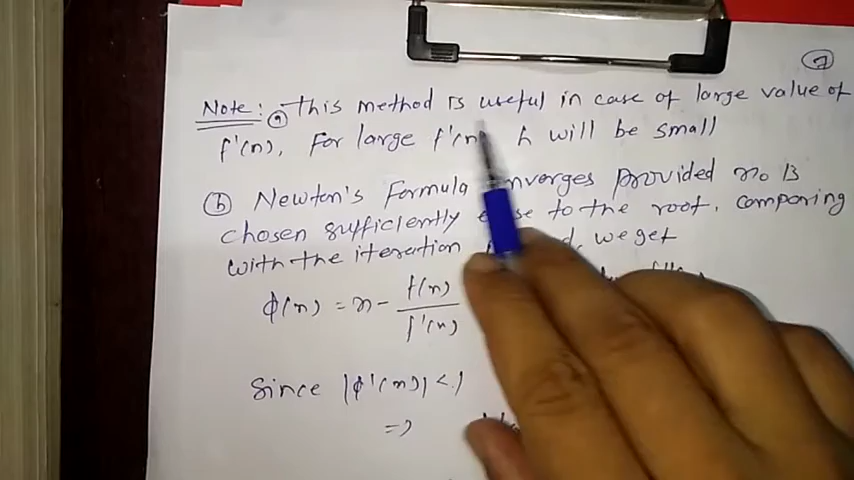 7
Note: ⓐ This method is useful in case of large value of
f'(n). For large f'(n) h will be small
ⓑ Newton's Formula converges provided x₀ is
chosen sufficiently close to the root. comparing
with the iteration we get
ϕ(n) = n - f(n)/f'(n)
Since |ϕ'(n)| < 1
=>